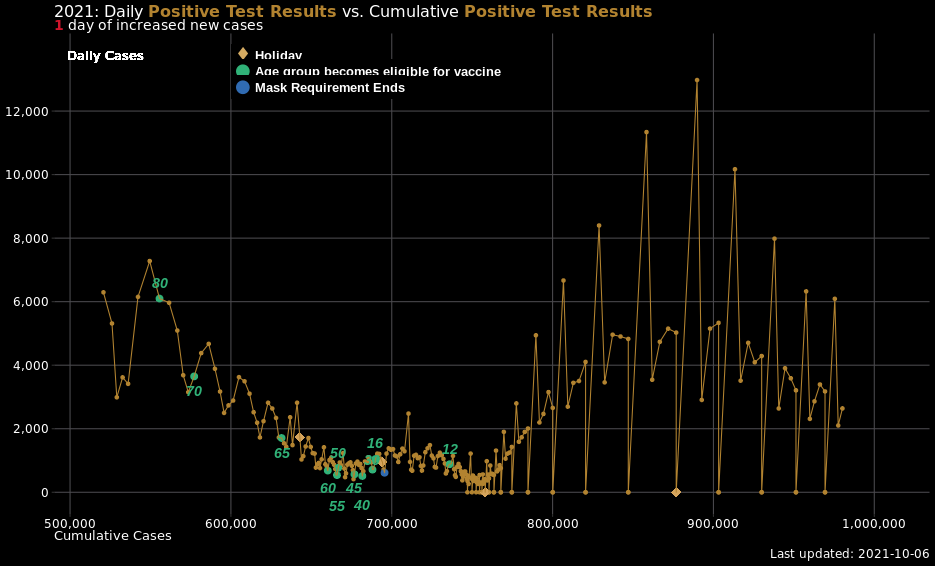 2021: Daily Positive Test Results vs. Cumulative Positive Test Results
1 day of increased new cases
Daily Cases
Holiday
Age group becomes eligible for vaccine
Mask Requirement Ends
12,000
10,000
8,000
6,000
4,000
2,000
0
80
70
65
60
55
50
45
40
16
12
500,000
600,000
700,000
800,000
900,000
1,000,000
Cumulative Cases
Last updated: 2021-10-06